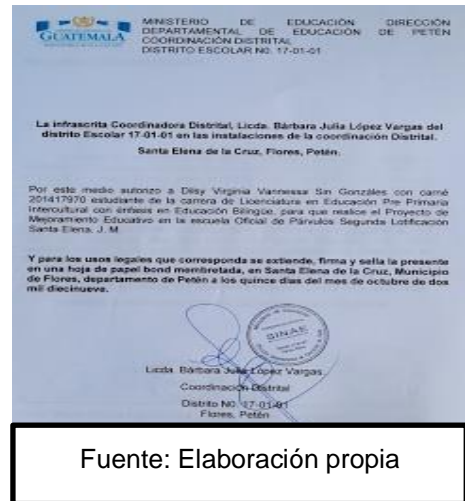 GUATEMALA
MINISTERIO DE EDUCACIÓN DIRECCIÓN
DEPARTAMENTAL DE EDUCACIÓN DE PETÉN
COORDINACIÓN DISTRITAL
DISTRITO ESCOLAR N0. 17-01-01
La infrascrita Coordinadora Distrital, Licda. Bárbara Julia López Vargas del
distrito Escolar 17-01-01 en las instalaciones de la coordinación Distrital.
Santa Elena de la Cruz, Flores, Petén.
Por este medio autorizo a Dilsy Virginia Vannessa Sin Gonzáles con carné
201417970 estudiante de la carrera de Licenciatura en Educación Pre Primaria
Intercultural con énfasis en Educación Bilingüe, para que realice el Proyecto de
Mejoramiento Educativo en la escuela Oficial de Párvulos Segunda Lotificación
Santa Elena, J. M.
Y para los usos legales que corresponda se extiende, firma y sella la presente
en una hoja de papel bond membretada, en Santa Elena de la Cruz, Municipio
de Flores, departamento de Petén a los quince días del mes de octubre de dos
mil diecinueve.
SINAE
Licda. Bárbara Julia López Vargas
Coordinación Distrital
Distrito N0. 17-01-01
Flores, Petén
Fuente: Elaboración propia